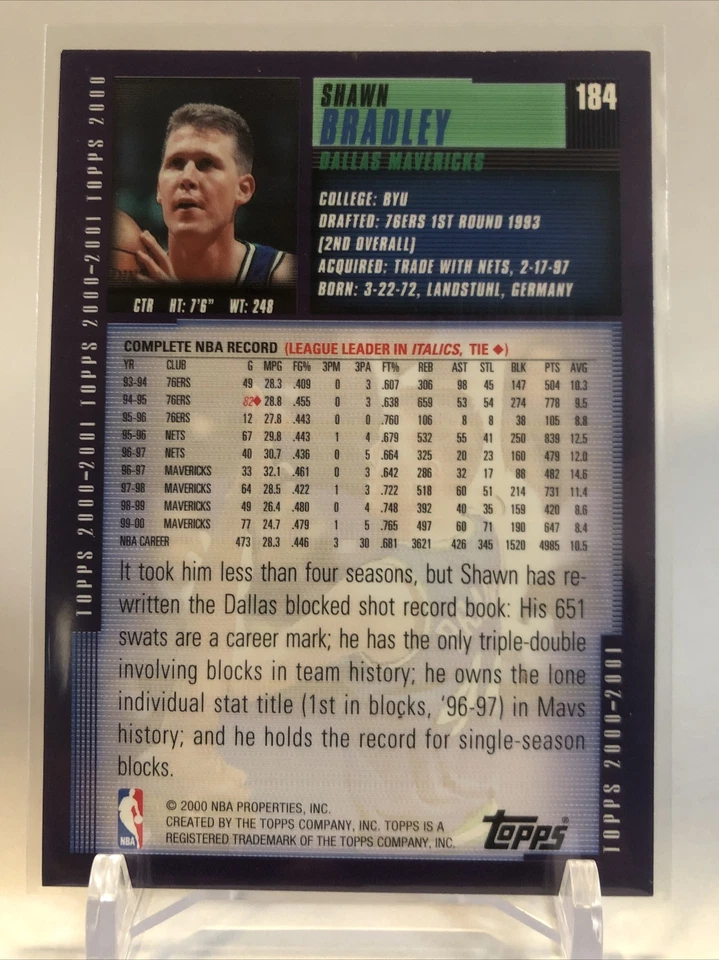 SHAWN
BRADLEY
184
DALLAS MAVERICKS
COLLEGE: BYU
DRAFTED: 76ERS 1ST ROUND 1993
(2ND OVERALL)
ACQUIRED: TRADE WITH NETS, 2-17-97
BORN: 3-22-72, LANDSTUHL, GERMANY
CTR HT: 7'6" WT: 248
COMPLETE NBA RECORD (LEAGUE LEADER IN ITALICS, TIE ◆)
YR CLUB G MPG FG% 3PM 3PA FT% REB AST STL BLK PTS AVG
93-94 76ERS 49 28.3 .409 0 3 .607 306 98 45 147 504 10.3
94-95 76ERS 82◆ 28.8 .455 0 3 .638 659 53 54 274 778 9.5
95-96 76ERS 12 27.8 .443 0 0 .760 106 8 8 38 105 8.8
95-96 NETS 67 29.8 .443 1 4 .679 532 55 41 250 839 12.5
96-97 NETS 40 30.7 .436 0 5 .664 325 20 23 160 479 12.0
96-97 MAVERICKS 33 32.1 .461 0 3 .642 286 32 17 88 482 14.6
97-98 MAVERICKS 64 28.5 .422 1 3 .722 518 60 51 214 731 11.4
98-99 MAVERICKS 49 26.4 .480 0 4 .748 392 40 35 159 420 8.6
99-00 MAVERICKS 77 24.7 .479 1 5 .765 497 60 71 190 647 8.4
NBA CAREER 473 28.3 .446 3 30 .681 3621 426 345 1520 4985 10.5
It took him less than four seasons, but Shawn has re-
written the Dallas blocked shot record book: His 651
swats are a career mark; he has the only triple-double
involving blocks in team history; he owns the lone
individual stat title (1st in blocks, '96-97) in Mavs
history; and he holds the record for single-season
blocks.
NBA
© 2000 NBA PROPERTIES, INC.
CREATED BY THE TOPPS COMPANY, INC. TOPPS IS A
REGISTERED TRADEMARK OF THE TOPPS COMPANY, INC.
Topps®
TOPPS 2000-2001 TOPPS 2000-2001 TOPPS 2000
TOPPS 2000-2001